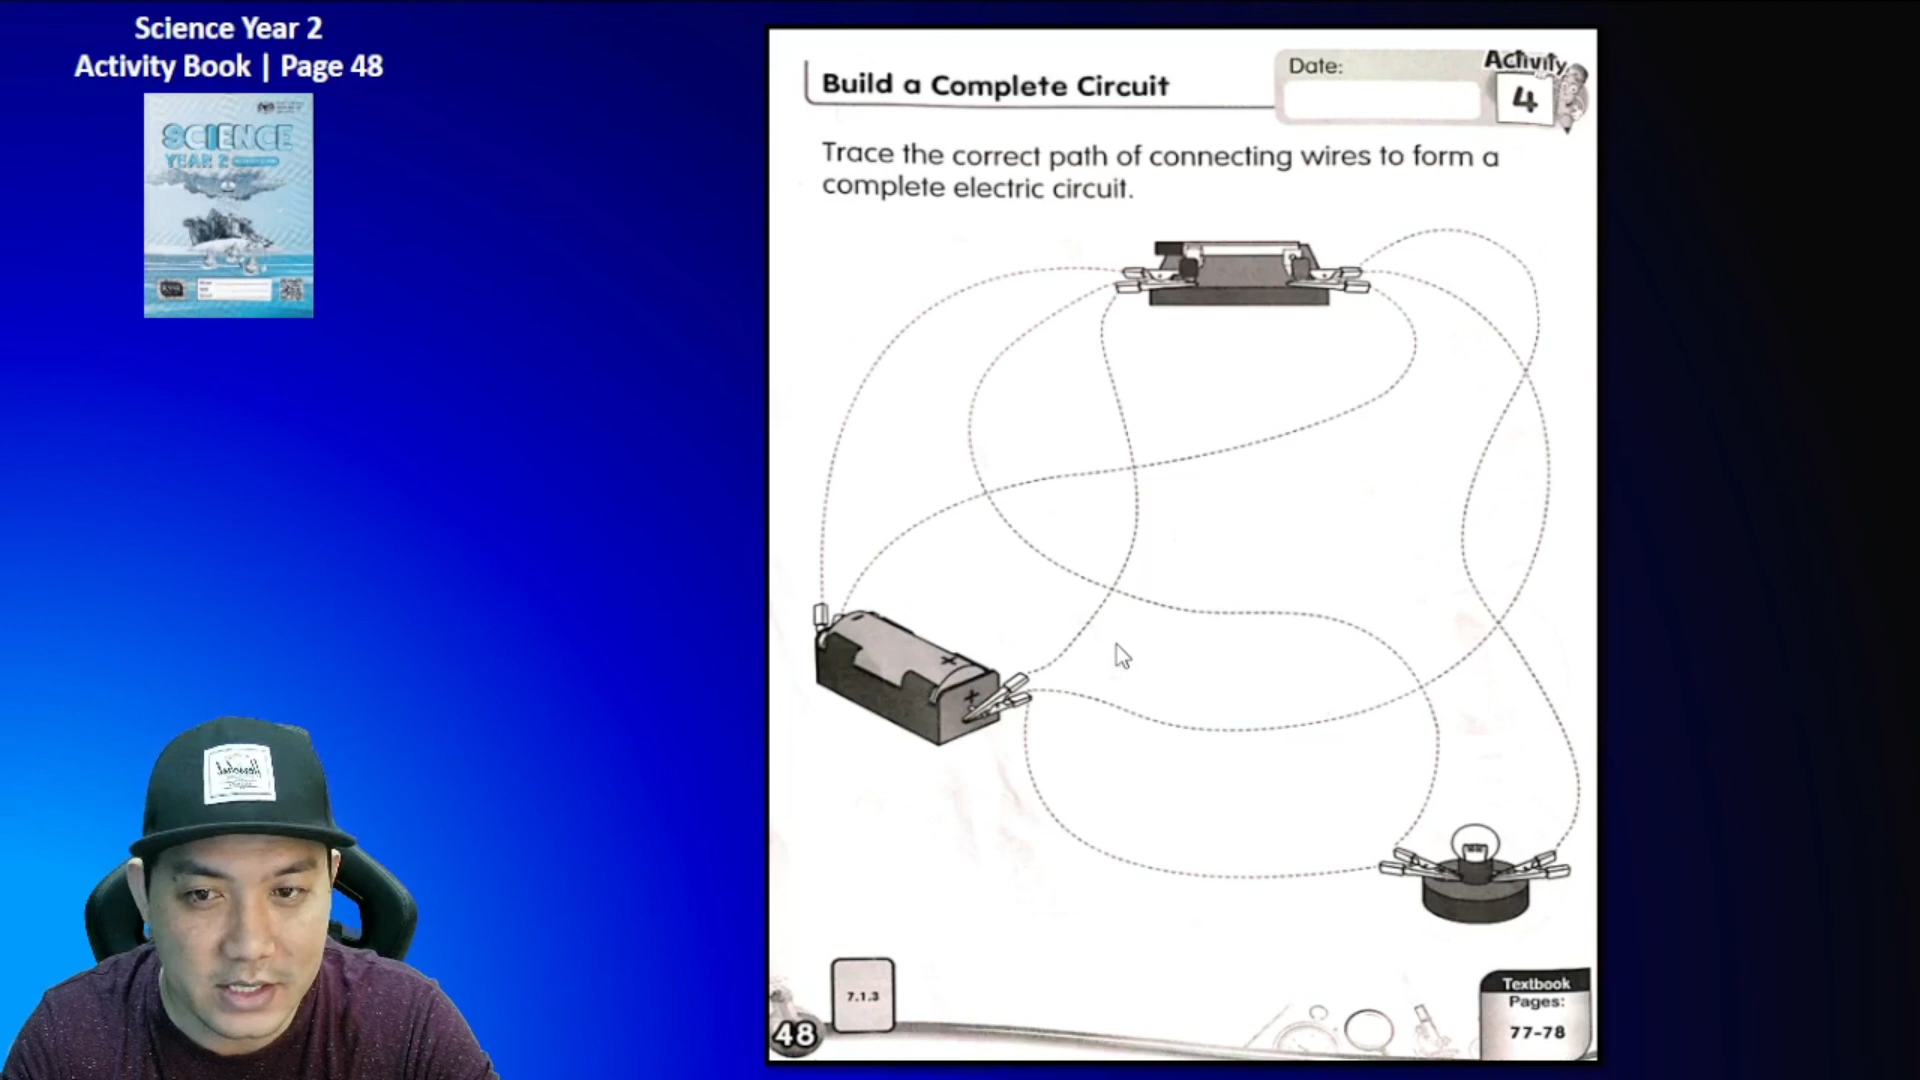 Science Year 2
Activity Book | Page 48
SCIENCE
YEAR 2
Build a Complete Circuit
Date:
Activity
4
Trace the correct path of connecting wires to form a
complete electric circuit.
-
+
+
7.1.3
48
Textbook
Pages:
77-78
Herschel